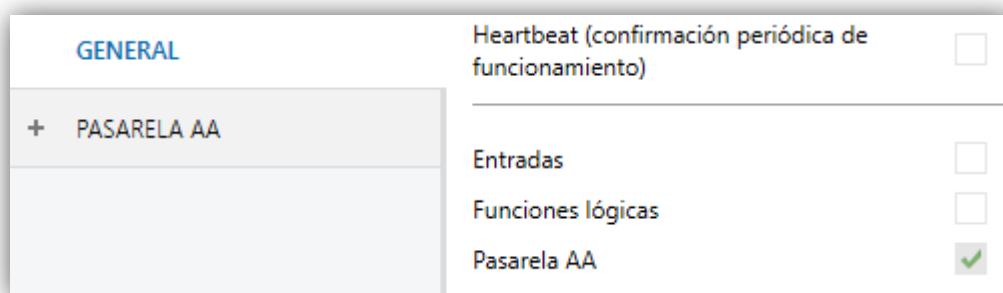 GENERAL
+ PASARELA AA
Heartbeat (confirmación periódica de
funcionamiento)
Entradas
Funciones lógicas
Pasarela AA